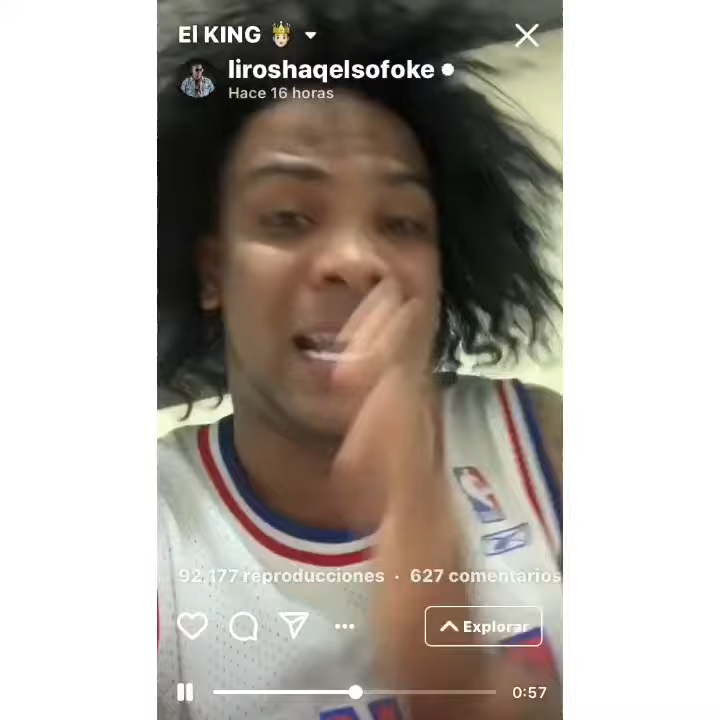 El KING 🤴
liroshaqelsofoke
Hace 16 horas
92,177 reproducciones · 627 comentarios
Explorar
0:57